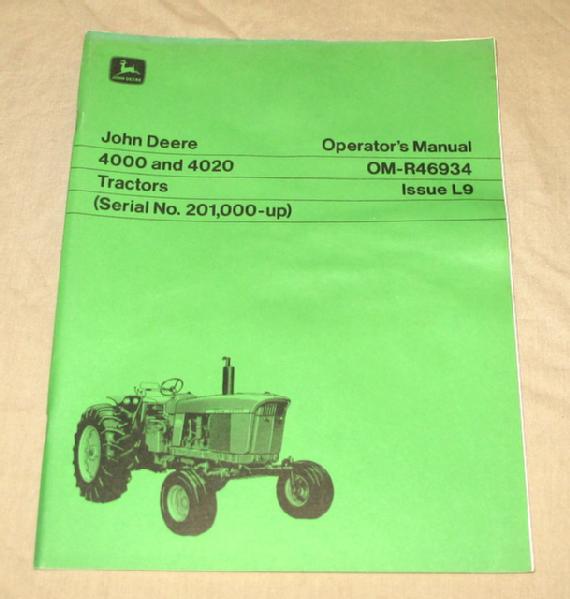 JOHN DEERE
John Deere Operator's Manual
4000 and 4020 OM-R46934
Tractors Issue L9
(Serial No. 201,000-up)